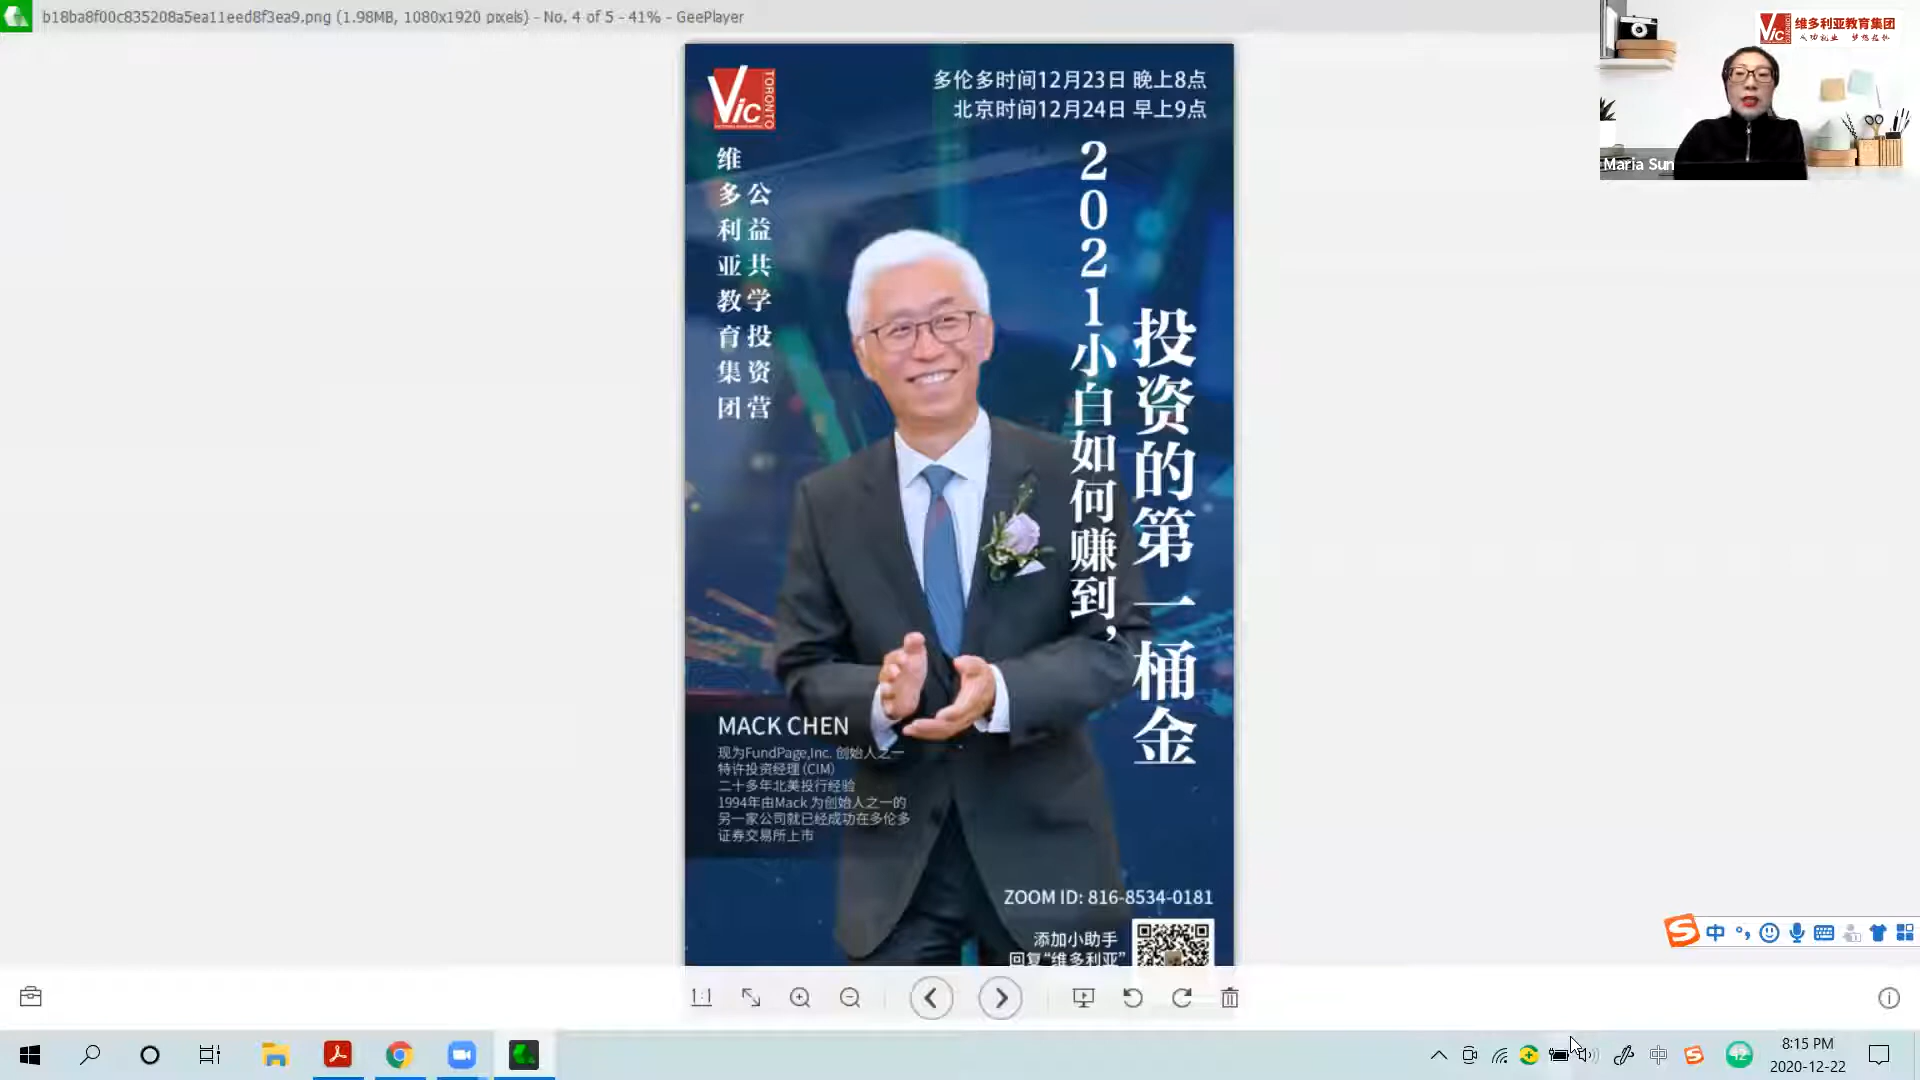 b18ba8f00c835208a5ea11eed8f3ea9.png (1.98MB, 1080x1920 pixels) - No. 4 of 5 - 41% - GeePlayer
Vic
TORONTO
维多利亚教育集团
Maria Sun
Vic
TORONTO
多伦多时间12月23日 晚上8点
北京时间12月24日 早上9点
维多利亚教育集团
公益共学投资营
2021小白如何赚到，
投资的第一桶金
MACK CHEN
现为FundPage,Inc. 创始人之一
特许投资经理(CIM)
二十多年北美投行经验
1994年由Mack 为创始人之一的
另一家公司就已经成功在多伦多
证券交易所上市
ZOOM ID: 816-8534-0181
添加小助手
回复“维多利亚”
中
1:1
中
42
8:15 PM
2020-12-22